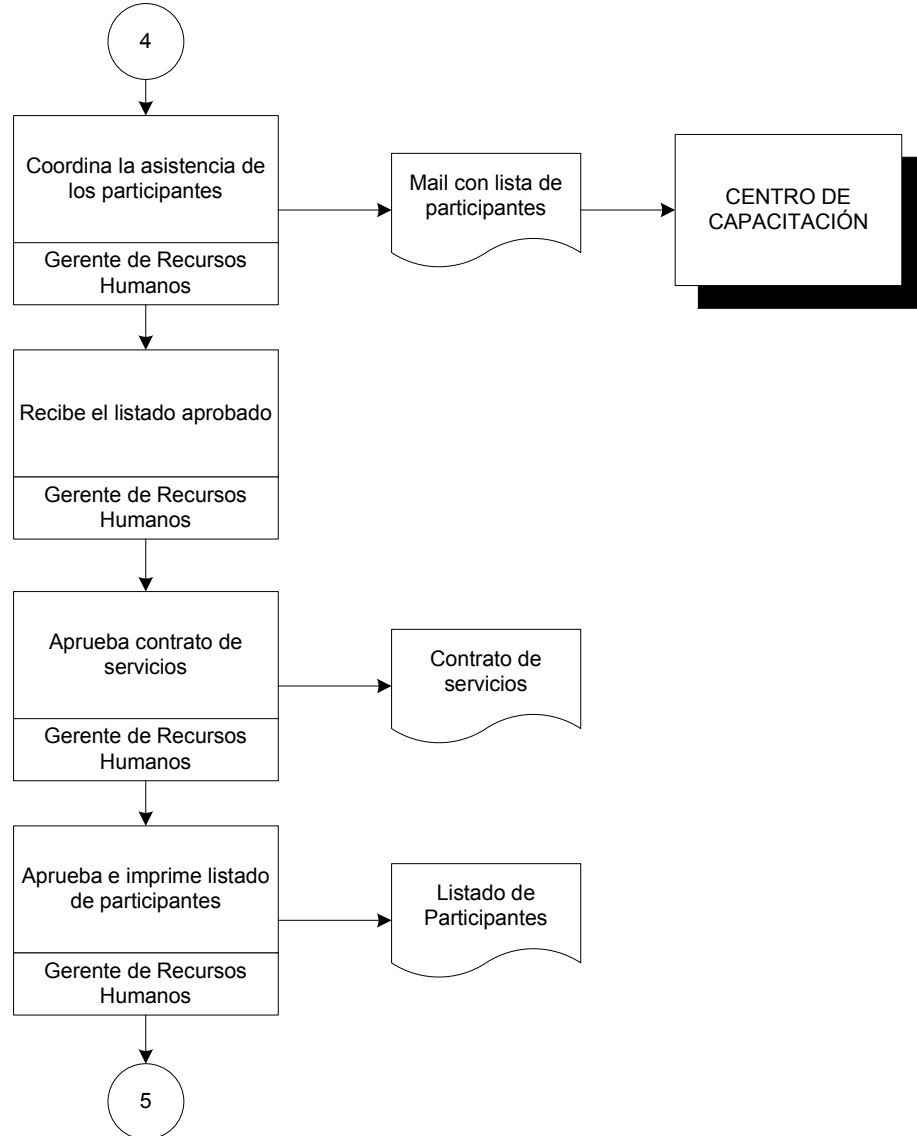 4
Coordina la asistencia de
los participantes
Gerente de Recursos
Humanos
Mail con lista de
participantes
CENTRO DE
CAPACITACIÓN
Recibe el listado aprobado
Gerente de Recursos
Humanos
Aprueba contrato de
servicios
Gerente de Recursos
Humanos
Contrato de
servicios
Aprueba e imprime listado
de participantes
Gerente de Recursos
Humanos
Listado de
Participantes
5